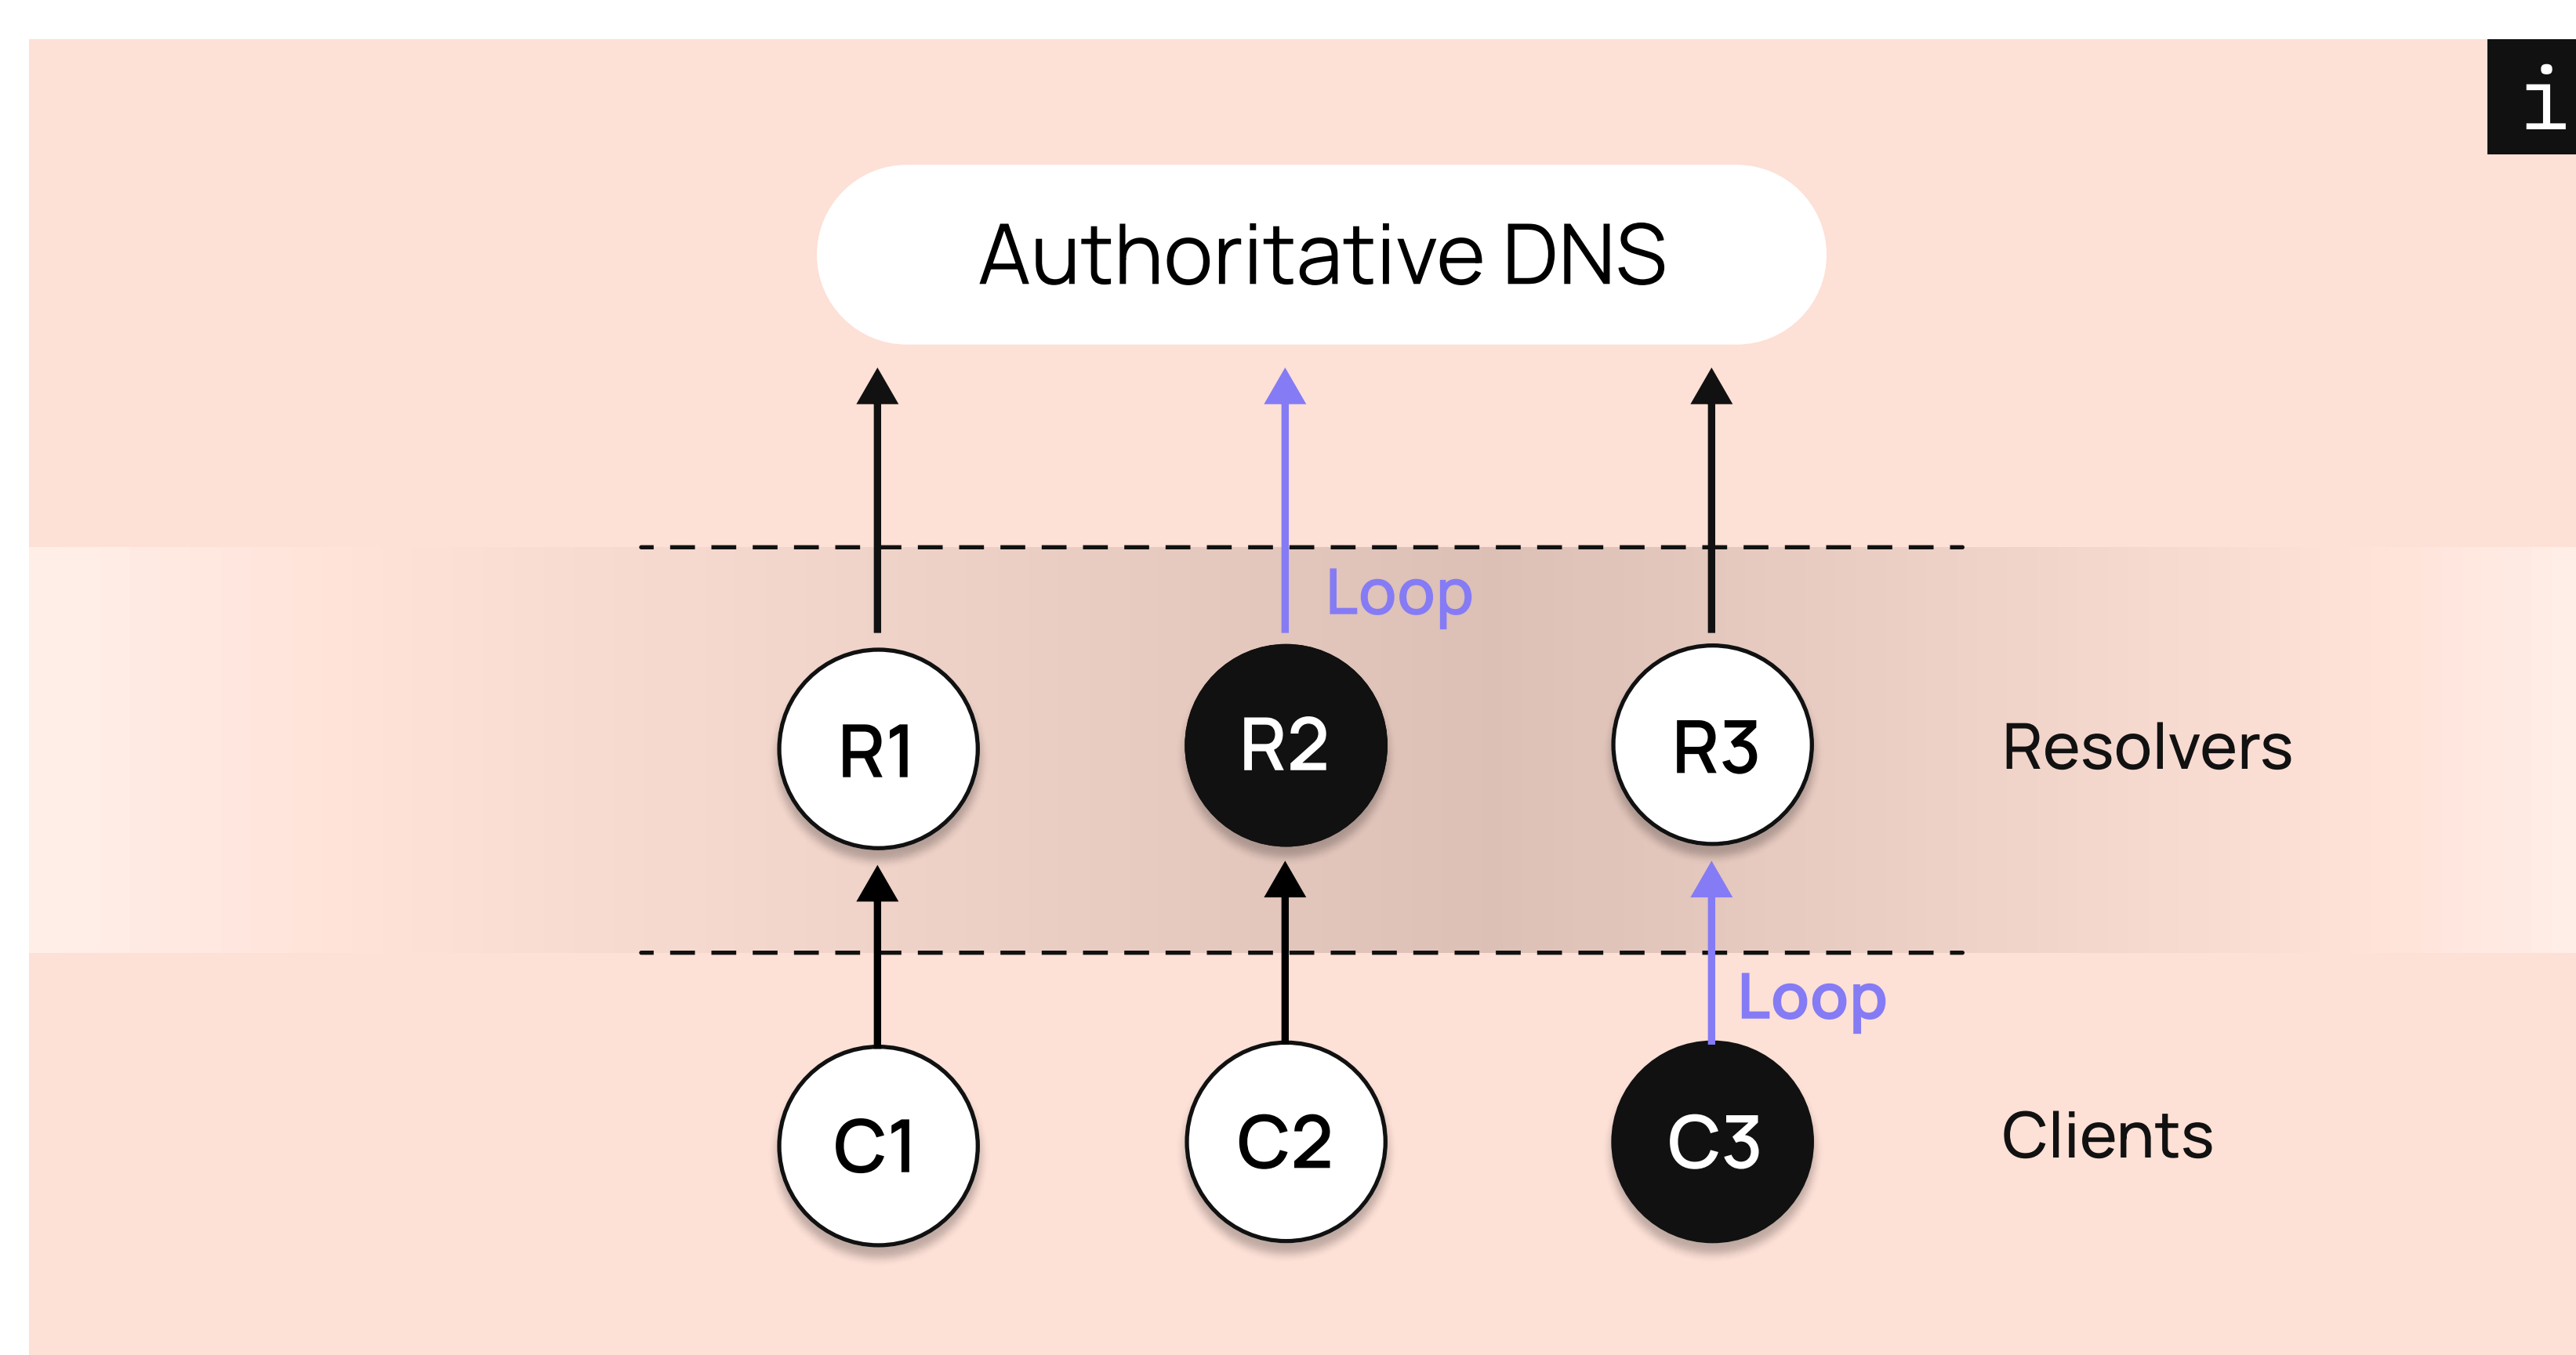 i
Authoritative DNS
Loop
R1
R2
R3
Resolvers
Loop
C1
C2
C3
Clients